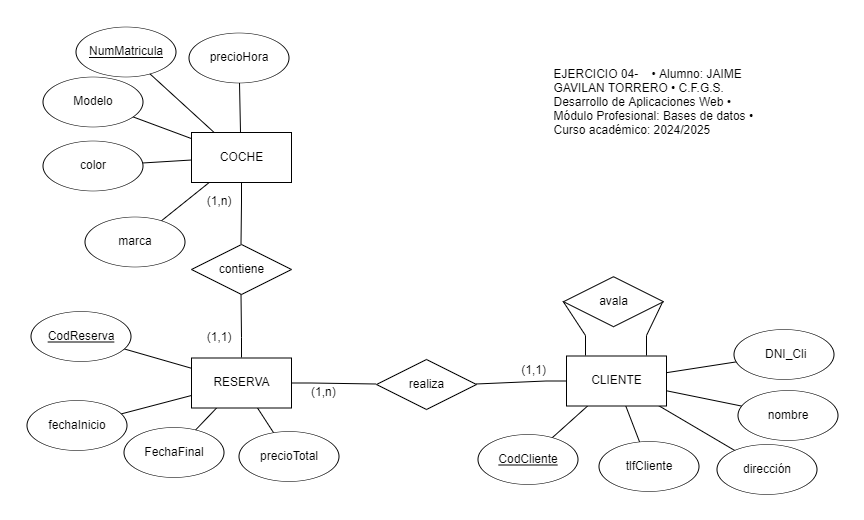 NumMatricula
precioHora
Modelo
color
COCHE
marca
(1,n)
contiene
(1,1)
CodReserva
RESERVA
fechaInicio
FechaFinal
precioTotal
(1,n)
realiza
(1,1)
avala
CLIENTE
DNI_Cli
nombre
dirección
tlfCliente
CodCliente
EJERCICIO 04- • Alumno: JAIME
GAVILAN TORRERO • C.F.G.S.
Desarrollo de Aplicaciones Web •
Módulo Profesional: Bases de datos •
Curso académico: 2024/2025